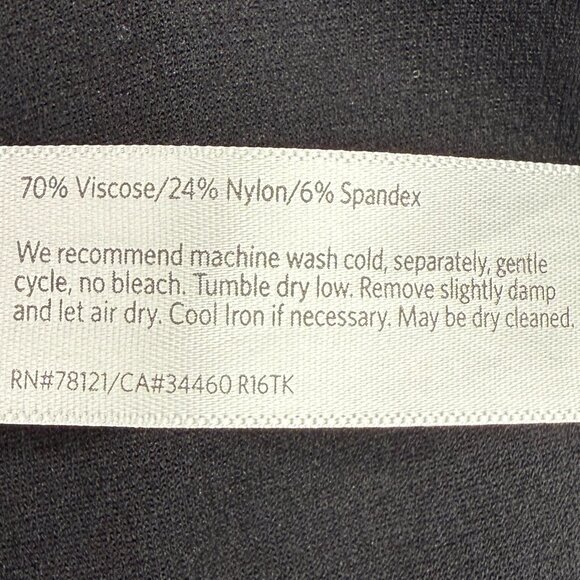 70% Viscose/24% Nylon/6% Spandex
We recommend machine wash cold, separately, gentle
cycle, no bleach. Tumble dry low. Remove slightly damp
and let air dry. Cool Iron if necessary. May be dry cleaned.
RN#78121/CA#34460 R16TK